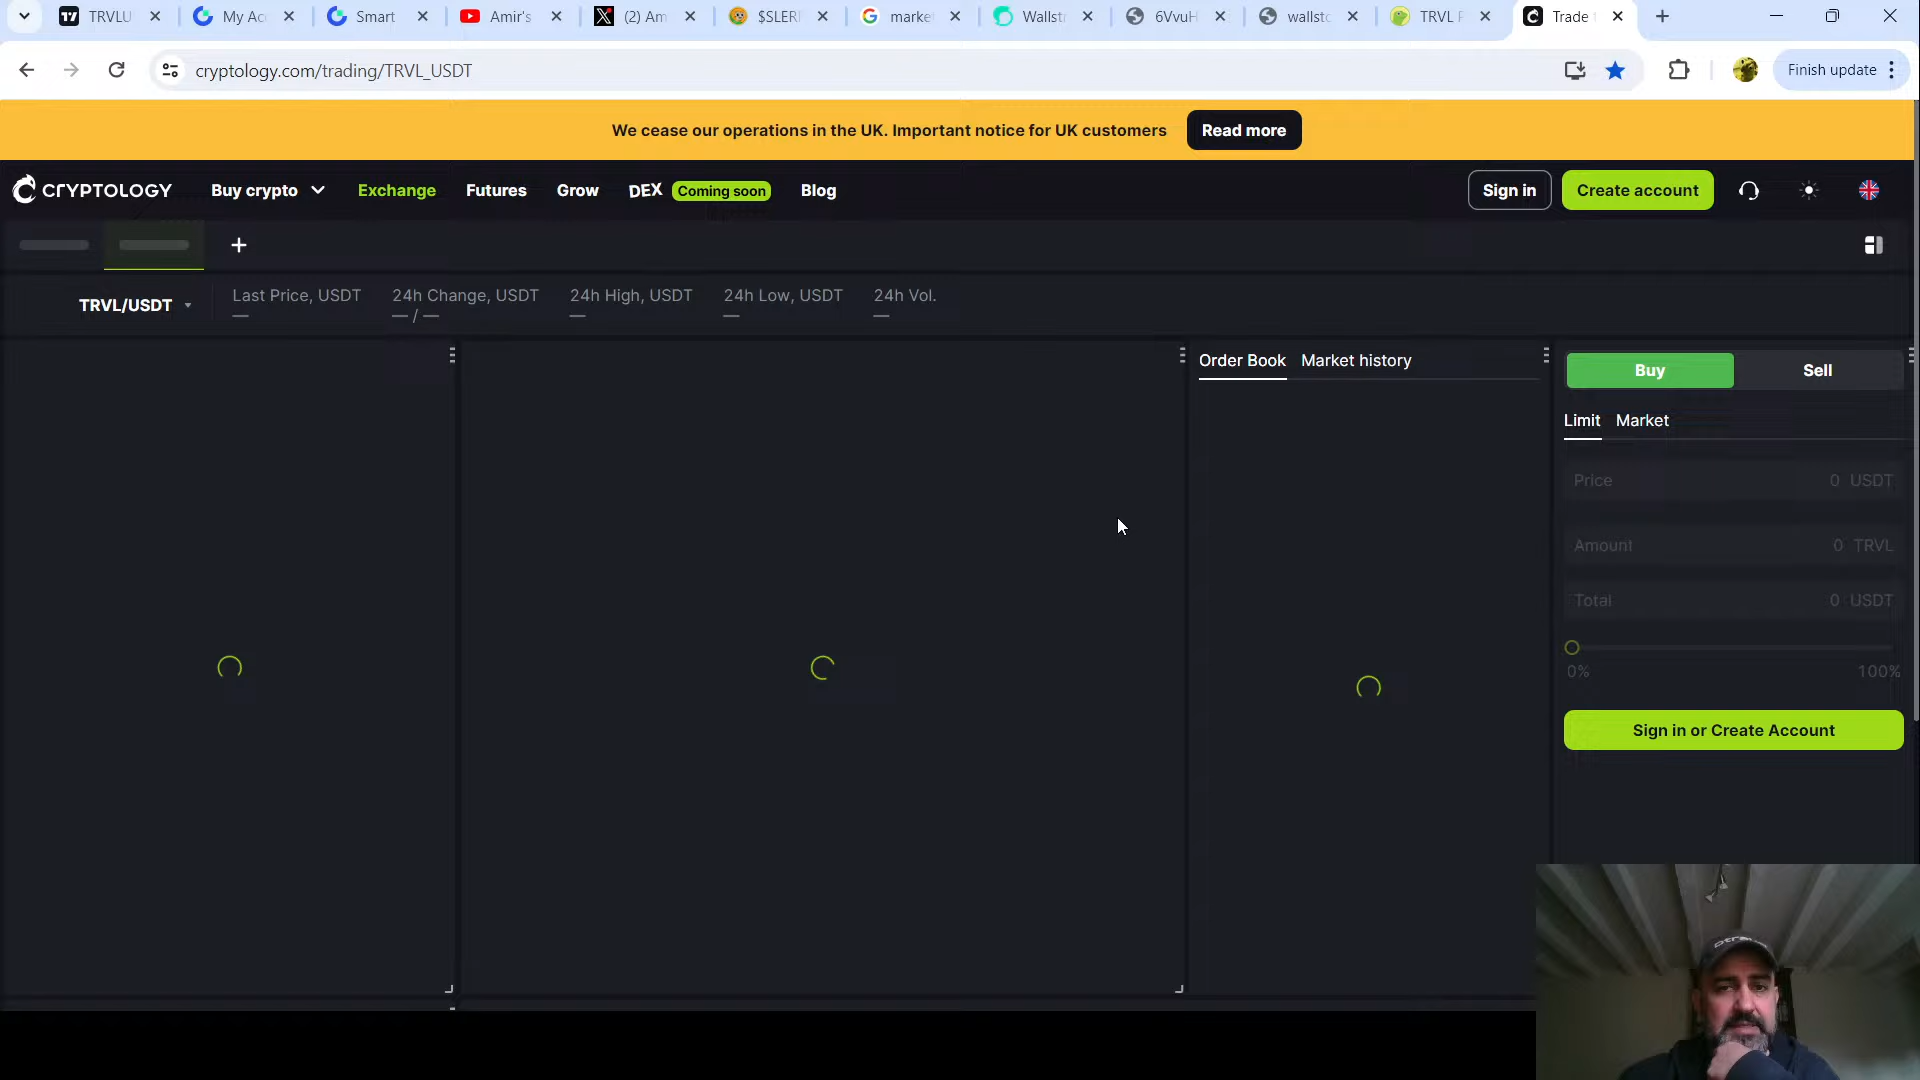 TRVLU
My Acc
Smart
Amir's
(2) Am
$SLERF
marke
Wallstr
6VvuH
wallstc
TRVL F
Trade t
cryptology.com/trading/TRVL_USDT
Finish update
We cease our operations in the UK. Important notice for UK customers
Read more
CRYPTOLOGY
Buy crypto
Exchange
Futures
Grow
DEX
Coming soon
Blog
Sign in
Create account
TRVL/USDT
Last Price, USDT
—
24h Change, USDT
— / —
24h High, USDT
—
24h Low, USDT
—
24h Vol.
—
Order Book
Market history
Buy
Sell
Limit
Market
Price
0 USDT
Amount
0 TRVL
Total
0 USDT
0%
100%
Sign in or Create Account